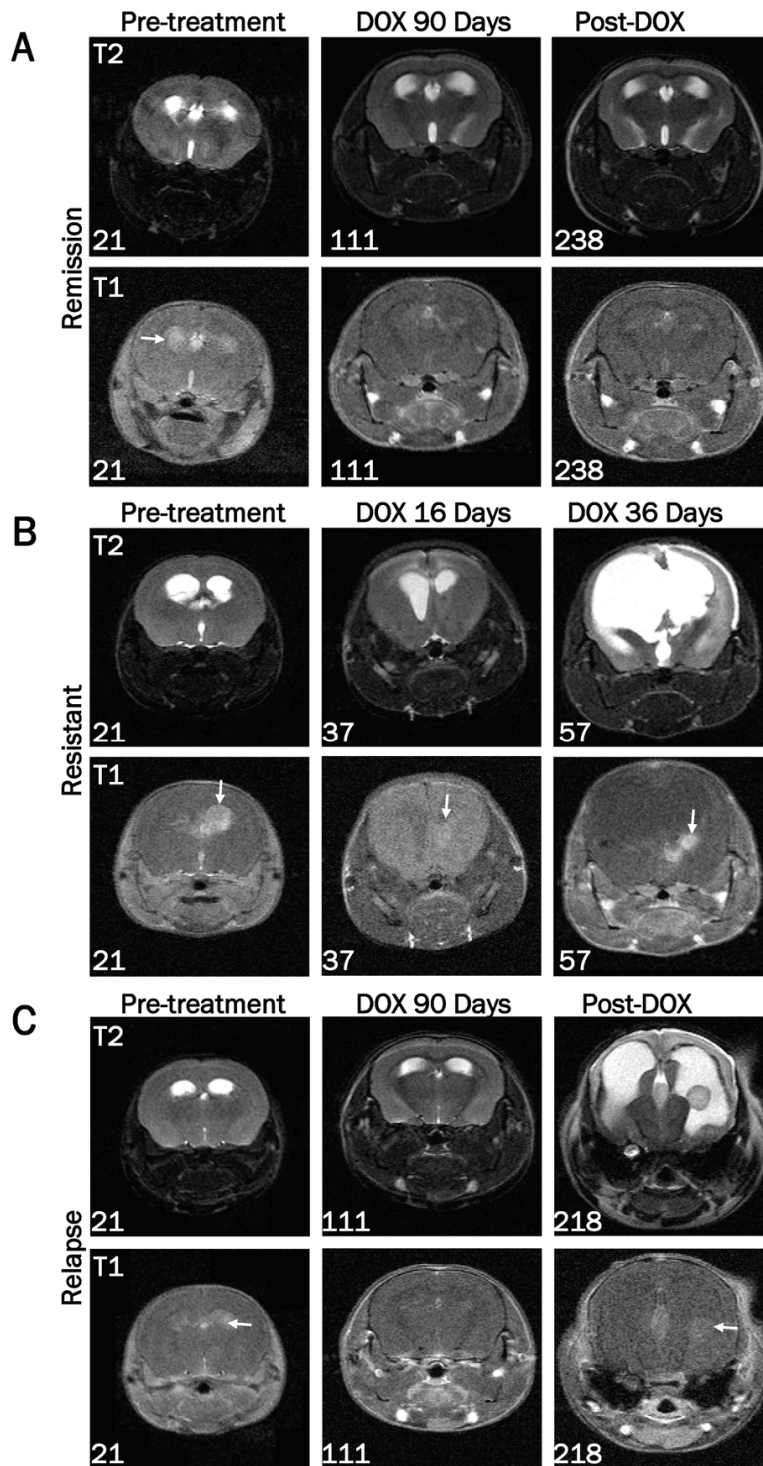 A
Pre-treatment DOX 90 Days Post-DOX
Remission
T2
21 111 238
T1
21 111 238
B
Pre-treatment DOX 16 Days DOX 36 Days
Resistant
T2
21 37 57
T1
21 37 57
C
Pre-treatment DOX 90 Days Post-DOX
Relapse
T2
21 111 218
T1
21 111 218